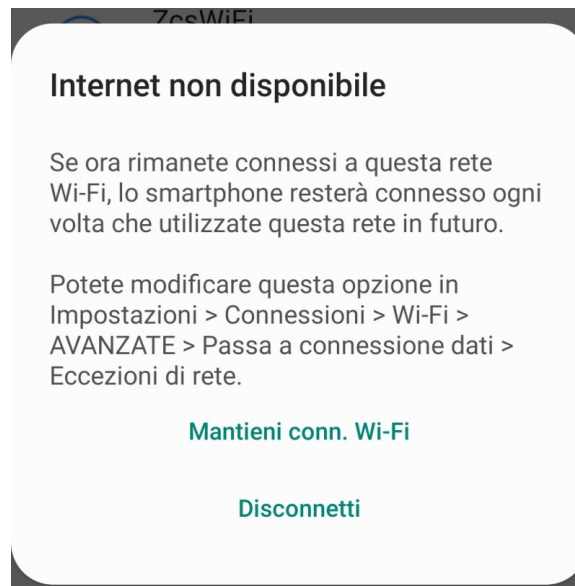 ZcsWiFi
Internet non disponibile
Se ora rimanete connessi a questa rete
Wi-Fi, lo smartphone resterà connesso ogni
volta che utilizzate questa rete in futuro.
Potete modificare questa opzione in
Impostazioni > Connessioni > Wi-Fi >
AVANZATE > Passa a connessione dati >
Eccezioni di rete.
Mantieni conn. Wi-Fi
Disconnetti